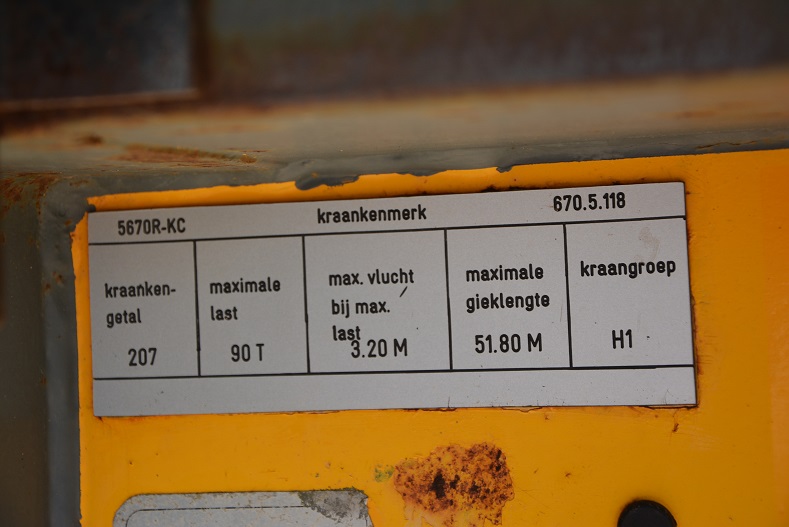 5670R-KC kraankenmerk 670.5.118
kraanken-
getal
207
maximale
last
90 T
max. vlucht
bij max.
last
3.20 M
maximale
gieklengte
51.80 M
kraangroep
H1